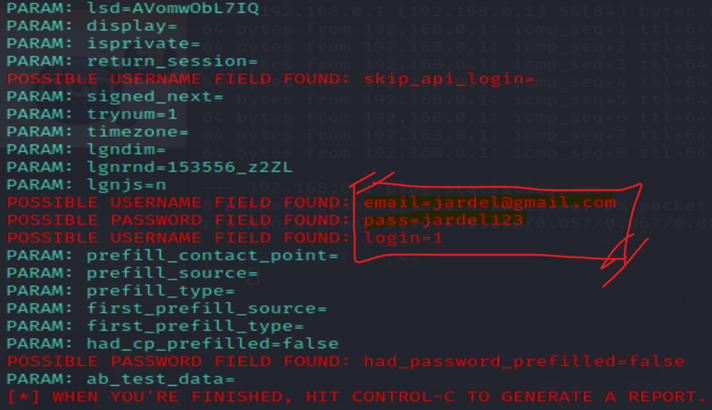 PARAM: lsd=AVomwObL7IQ
PARAM: display=
PARAM: isprivate=
PARAM: return_session=
POSSIBLE USERNAME FIELD FOUND: skip_api_login=
PARAM: signed_next=
PARAM: trynum=1
PARAM: timezone=
PARAM: lgndim=
PARAM: lgnrnd=153556_z2ZL
PARAM: lgnjs=n
POSSIBLE USERNAME FIELD FOUND: email=jardel@gmail.com
POSSIBLE PASSWORD FIELD FOUND: pass=jardel123
POSSIBLE USERNAME FIELD FOUND: login=1
PARAM: prefill_contact_point=
PARAM: prefill_source=
PARAM: prefill_type=
PARAM: first_prefill_source=
PARAM: first_prefill_type=
PARAM: had_cp_prefilled=false
POSSIBLE PASSWORD FIELD FOUND: had_password_prefilled=false
PARAM: ab_test_data=
[*] WHEN YOU'RE FINISHED, HIT CONTROL-C TO GENERATE A REPORT.